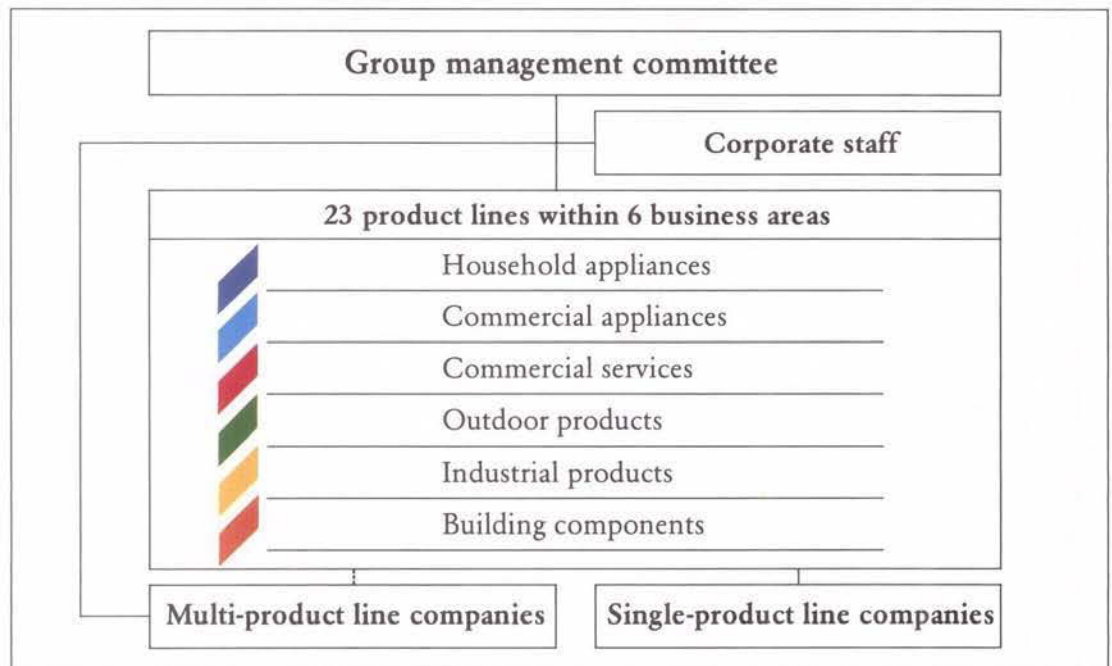 Group management committee
Corporate staff
23 product lines within 6 business areas
Household appliances
Commercial appliances
Commercial services
Outdoor products
Industrial products
Building components
Multi-product line companies
Single-product line companies